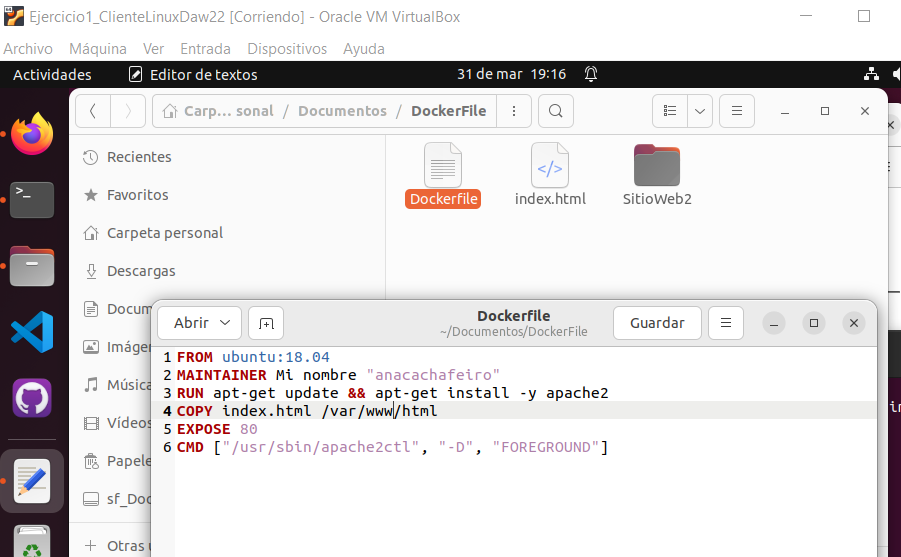 Ejercicio1_ClienteLinuxDaw22 [Corriendo] - Oracle VM VirtualBox
Archivo Máquina Ver Entrada Dispositivos Ayuda
Actividades Editor de textos 31 de mar 19:16
Carp... sonal / Documentos / DockerFile
Recientes
Favoritos
Carpeta personal
Descargas
Docum
Imáge
Música
Vídeos
Papele
sf_Doc
Otras u
Dockerfile index.html SitioWeb2
Abrir Dockerfile Guardar
~/Documentos/DockerFile
1 FROM ubuntu:18.04
2 MAINTAINER Mi nombre "anacachafeiro"
3 RUN apt-get update && apt-get install -y apache2
4 COPY index.html /var/www/html
5 EXPOSE 80
6 CMD ["/usr/sbin/apache2ctl", "-D", "FOREGROUND"]